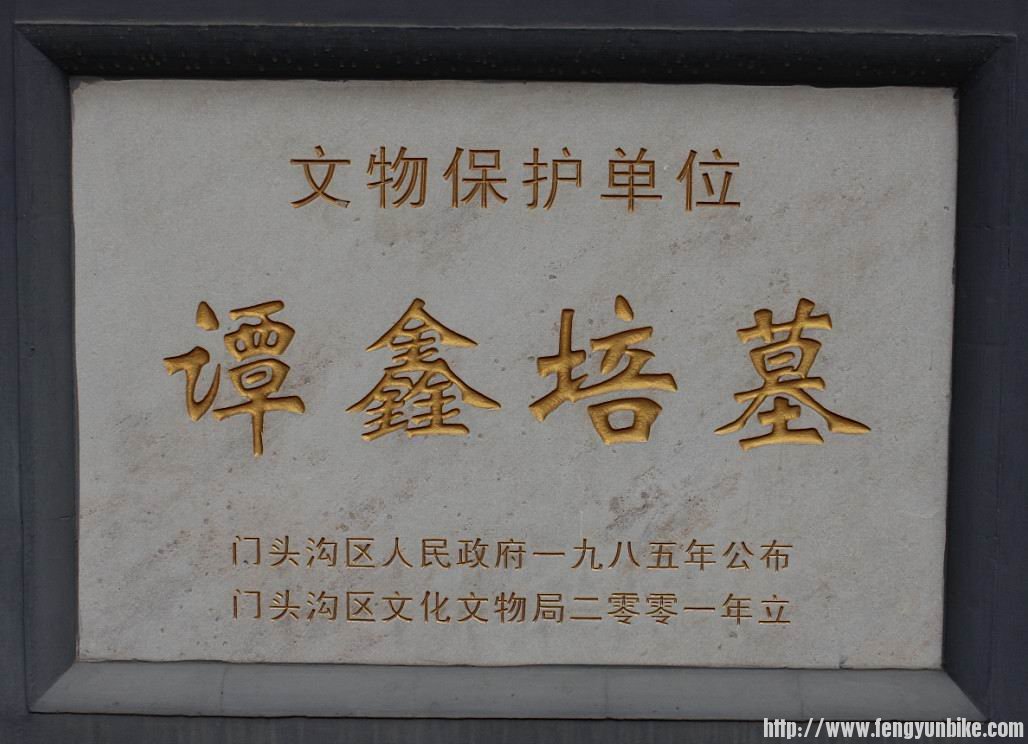 文物保护单位
谭鑫培墓
门头沟区人民政府一九八五年公布
门头沟区文化文物局二零零一年立
http://www.fengyunbike.com